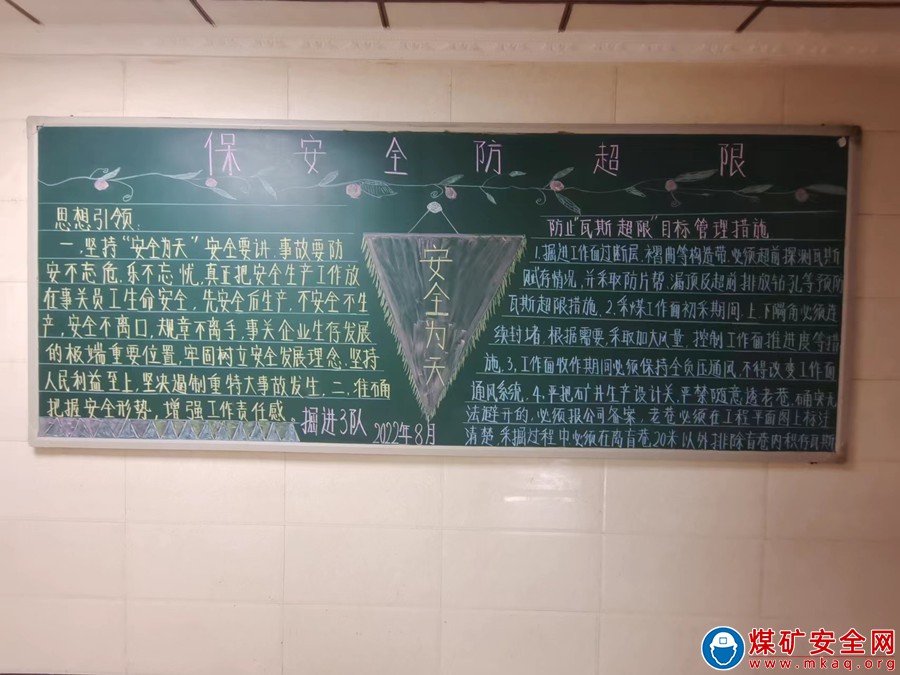 保安全防超限
思想引领:
一.坚持“安全为天”安全要讲,事故要防
安不忘危,乐不忘忧,真正把安全生产工作放
在事关员工生命安全,先安全后生产,不安全不生
产,安全不离口,规章不离手,事关企业生存发展
的极端重要位置,牢固树立安全发展理念,坚持
人民利益至上,坚决遏制重特大事故发生,二、准确
把握安全形势,增强工作责任感
掘进3队
2022年8月
安全为天
防止“瓦斯超限”目标管理措施
1.掘进工作面过断层、褶曲等构造带,必须超前探测瓦斯
赋存情况,并采取防片帮、漏顶及超前排放钻孔等预防
瓦斯超限措施、2.采煤工作面初采期间,上、下隅角必须连
续封堵,根据需要,采取加大风量、控制工作面推进度等措
施,3、工作面收作期间必须保持全负压通风,不得改变工作面
通风系统、4、严把矿井生产设计关,严禁随意透老巷,确实无
法避开的,必须报公司备案,老巷必须在工程平面图上标注
清楚,采掘过程中必须在离盲巷20米以外排除盲巷内积存瓦斯
煤矿安全网
www.mkaq.org